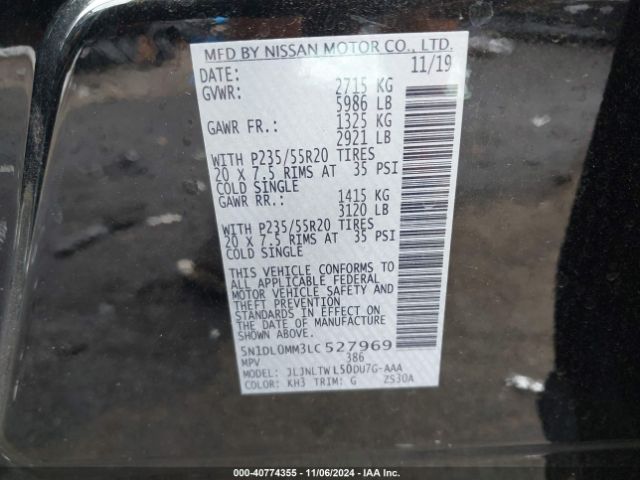 MFD BY NISSAN MOTOR CO., LTD.
DATE: 11/19
GVWR: 2715 KG
5986 LB
GAWR FR.: 1325 KG
2921 LB
WITH P235/55R20 TIRES
20 X 7.5 RIMS AT 35 PSI
COLD SINGLE
GAWR RR.: 1415 KG
3120 LB
WITH P235/55R20 TIRES
20 X 7.5 RIMS AT 35 PSI
COLD SINGLE
THIS VEHICLE CONFORMS TO
ALL APPLICABLE FEDERAL
MOTOR VEHICLE SAFETY AND
THEFT PREVENTION
STANDARDS IN EFFECT ON
THE DATE OF MANUFACTURE
SHOWN ABOVE.
5N1DL0MM3LC527969
MPV 386
MODEL: JLJNLTWL50DU7G-AAA
COLOR: KH3 TRIM: G ZS30A
00-40774355 - 11/06/2024 - IAA Inc.